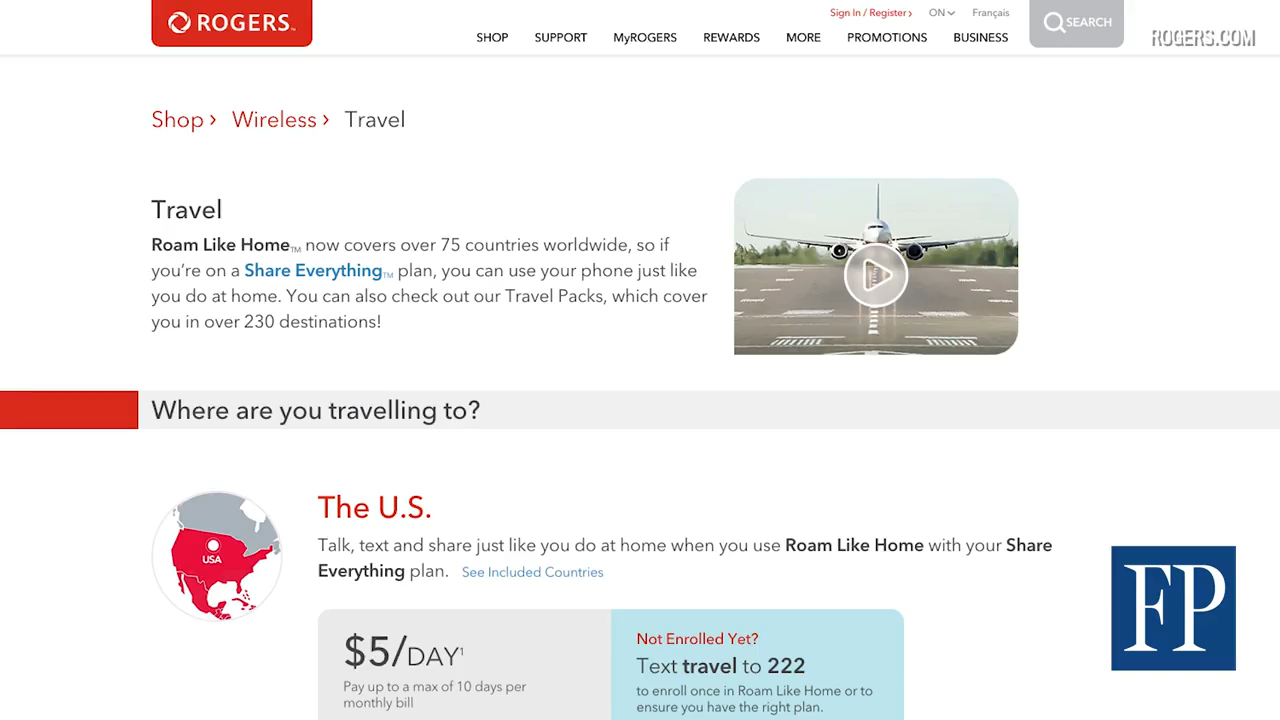 ROGERS™
Sign In / Register › ON Français
SHOP SUPPORT MyROGERS REWARDS MORE PROMOTIONS BUSINESS
SEARCH
ROGERS.COM
Shop › Wireless › Travel
Travel
Roam Like Home™ now covers over 75 countries worldwide, so if
you’re on a Share Everything™ plan, you can use your phone just like
you do at home. You can also check out our Travel Packs, which cover
you in over 230 destinations!
Where are you travelling to?
USA
The U.S.
Talk, text and share just like you do at home when you use Roam Like Home with your Share
Everything plan. See Included Countries
$5/DAY¹
Pay up to a max of 10 days per
monthly bill
Not Enrolled Yet?
Text travel to 222
to enroll once in Roam Like Home or to
ensure you have the right plan.
FP